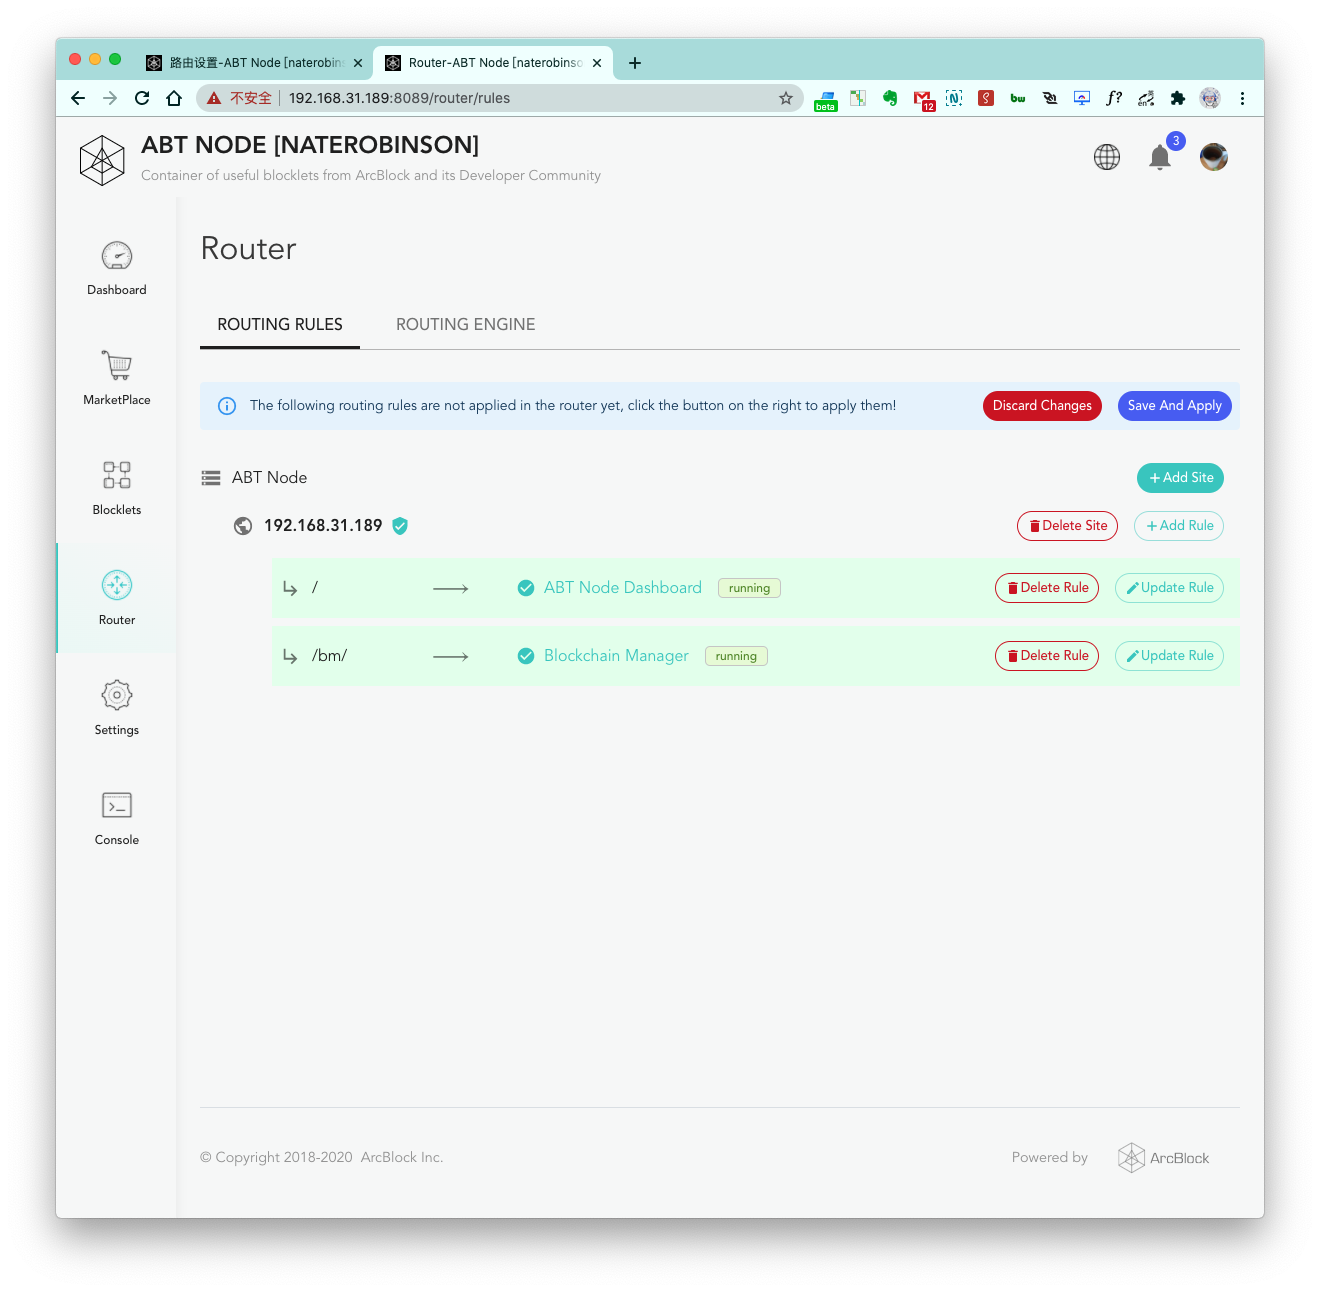 路由设置-ABT Node [naterobins
Router-ABT Node [naterobinso
不安全
192.168.31.189:8089/router/rules
beta
12
S
bw
f?
en
英
ABT NODE [NATEROBINSON]
Container of useful blocklets from ArcBlock and its Developer Community
3
Dashboard
MarketPlace
Blocklets
Router
Settings
Console
Router
ROUTING RULES
ROUTING ENGINE
The following routing rules are not applied in the router yet, click the button on the right to apply them!
Discard Changes
Save And Apply
ABT Node
+ Add Site
192.168.31.189
Delete Site
+ Add Rule
/
ABT Node Dashboard
running
Delete Rule
Update Rule
/bm/
Blockchain Manager
running
Delete Rule
Update Rule
© Copyright 2018-2020 ArcBlock Inc.
Powered by
ArcBlock